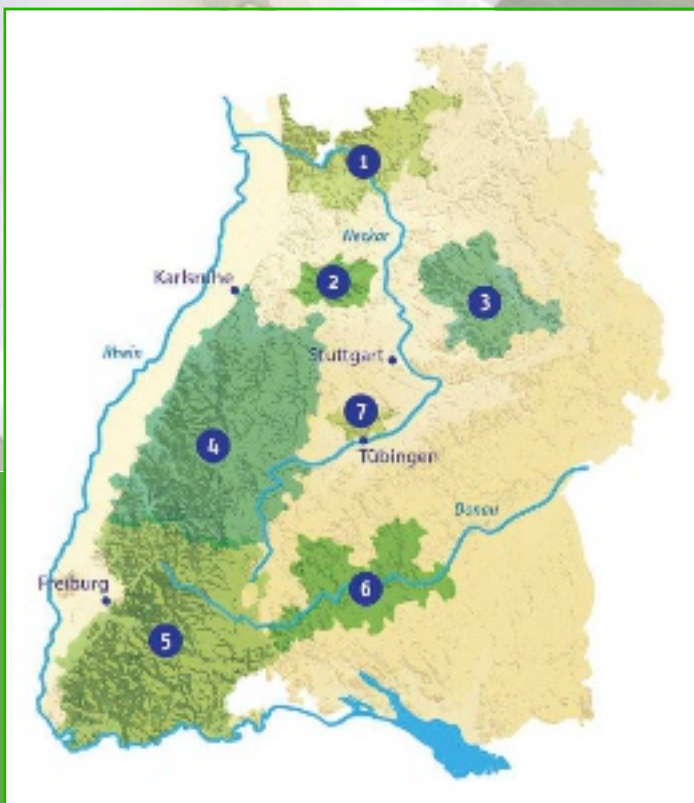 1
Neckar
2
Karlsruhe
3
Rhein
Stuttgart
7
4
Tübingen
Donau
6
Freiburg
5